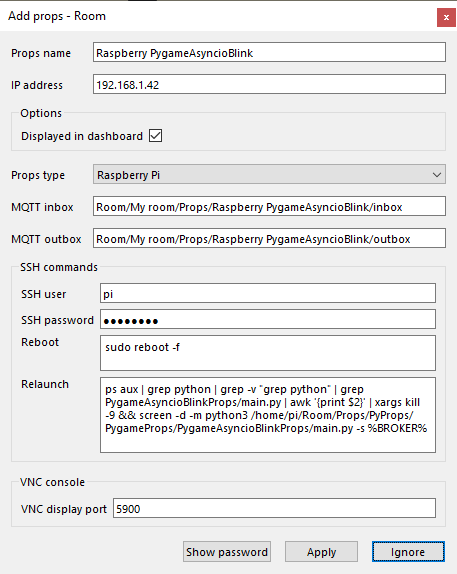 Add props - Room
x
Props name Raspberry PygameAsyncioBlink
IP address 192.168.1.42
Options
Displayed in dashboard
Props type Raspberry Pi
MQTT inbox Room/My room/Props/Raspberry PygameAsyncioBlink/inbox
MQTT outbox Room/My room/Props/Raspberry PygameAsyncioBlink/outbox
SSH commands
SSH user pi
SSH password ●●●●●●●●
Reboot sudo reboot -f
Relaunch ps aux | grep python | grep -v "grep python" | grep
PygameAsyncioBlinkProps/main.py | awk '{print $2}' | xargs kill
-9 && screen -d -m python3 /home/pi/Room/Props/PyProps/
PygameProps/PygameAsyncioBlinkProps/main.py -s %BROKER%
VNC console
VNC display port 5900
Show password Apply Ignore